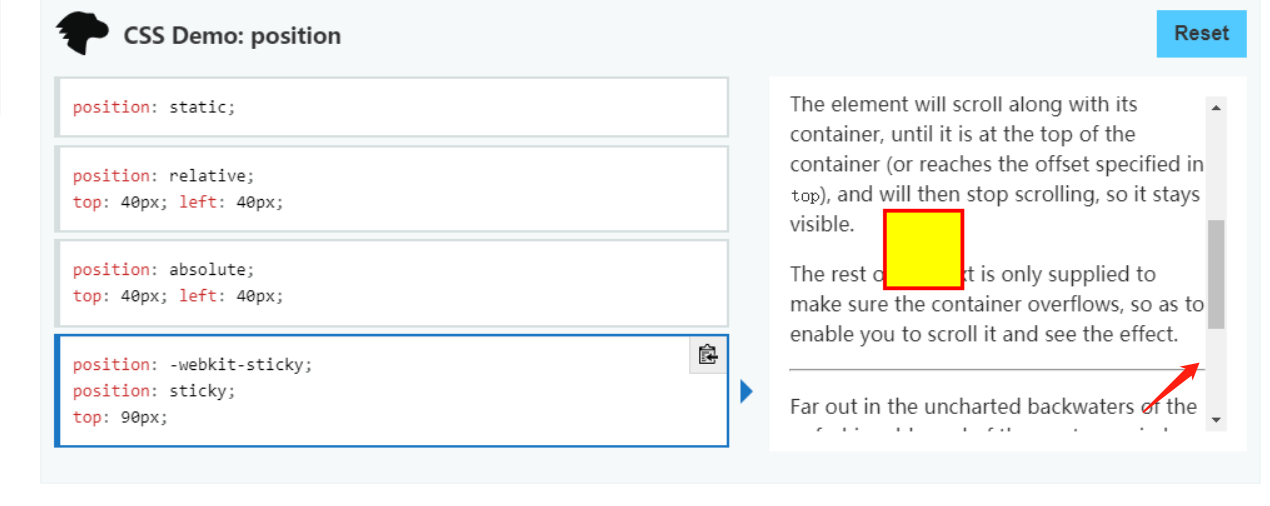 CSS Demo: position
Reset
position: static;
position: relative;
top: 40px; left: 40px;
position: absolute;
top: 40px; left: 40px;
position: -webkit-sticky;
position: sticky;
top: 90px;
The element will scroll along with its
container, until it is at the top of the
container (or reaches the offset specified in
top), and will then stop scrolling, so it stays
visible.
The rest is only supplied to
make sure the container overflows, so as to
enable you to scroll it and see the effect.
Far out in the uncharted backwaters of the